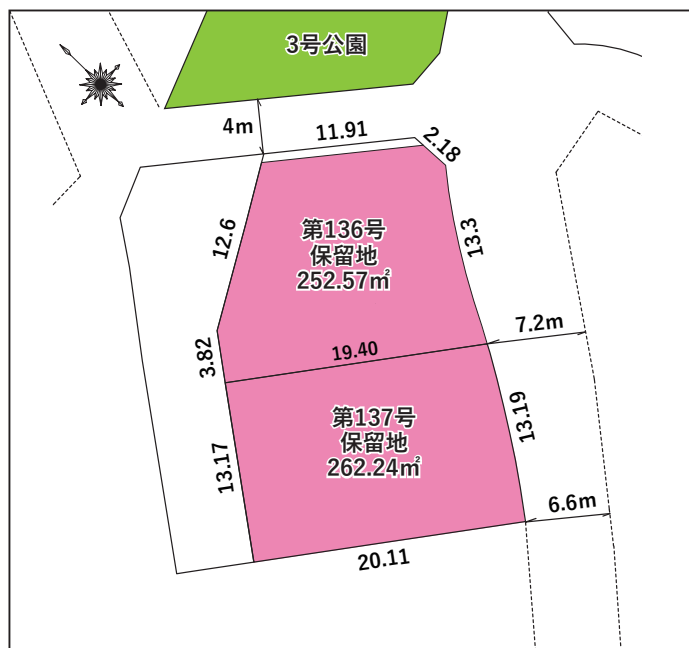 3号公園
4m
11.91
2.18
12.6
第136号
保留地
252.57㎡
13.3
7.2m
3.82
19.40
第137号
保留地
262.24㎡
13.19
13.17
6.6m
20.11